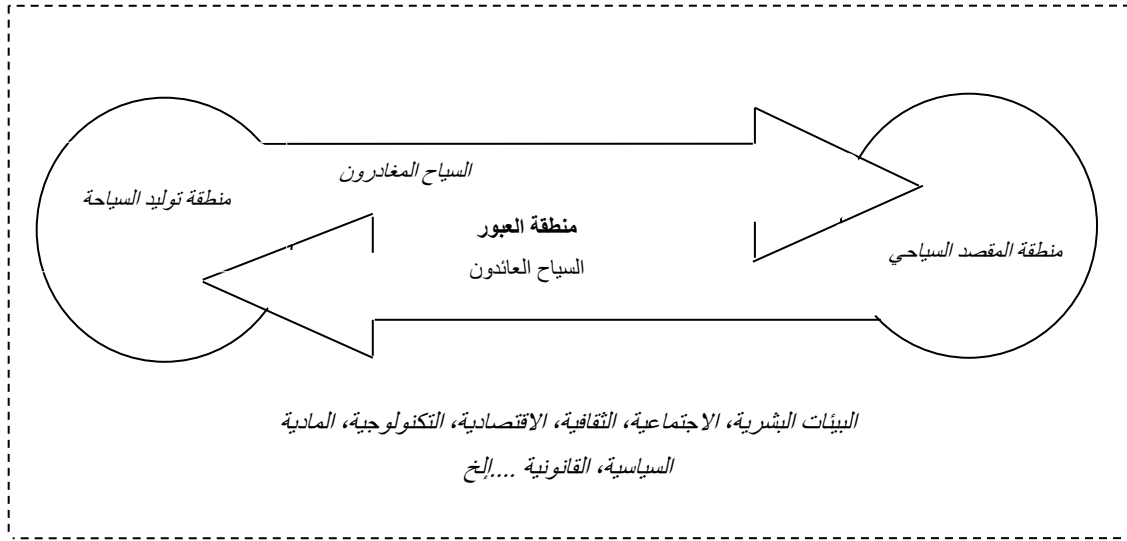 السياح المغادرون
منطقة توليد السياحة
منطقة العبور
منطقة المقصد السياحي
السياح العائدون
البيئات البشرية، الاجتماعية، الثقافية، الاقتصادية، التكنولوجية، المادية
السياسية، القانونية ....إلخ